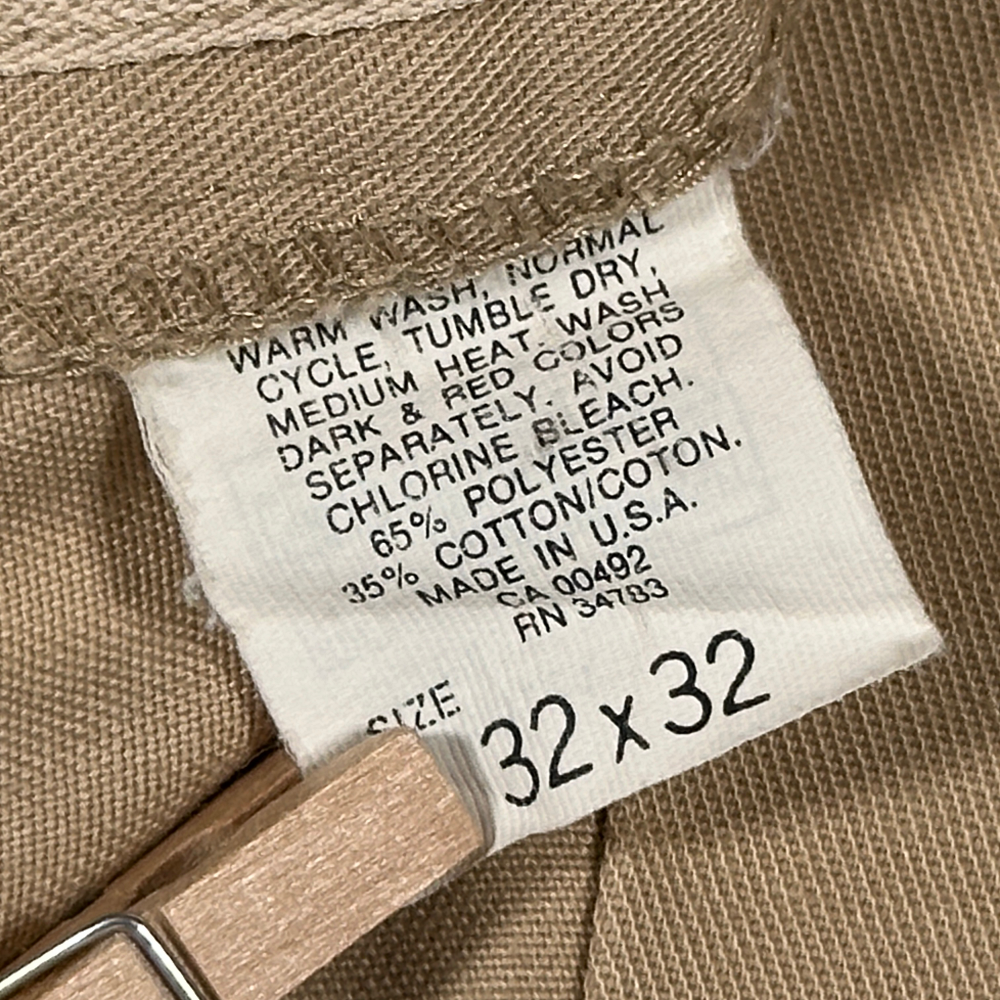 WARM WASH, NORMAL
CYCLE, TUMBLE DRY,
MEDIUM HEAT. WASH
DARK & RED COLORS
SEPARATELY. AVOID
CHLORINE BLEACH.
65% POLYESTER
35% COTTON/COTON.
MADE IN U.S.A.
CA 00492
RN 34783
SIZE 32 x 32